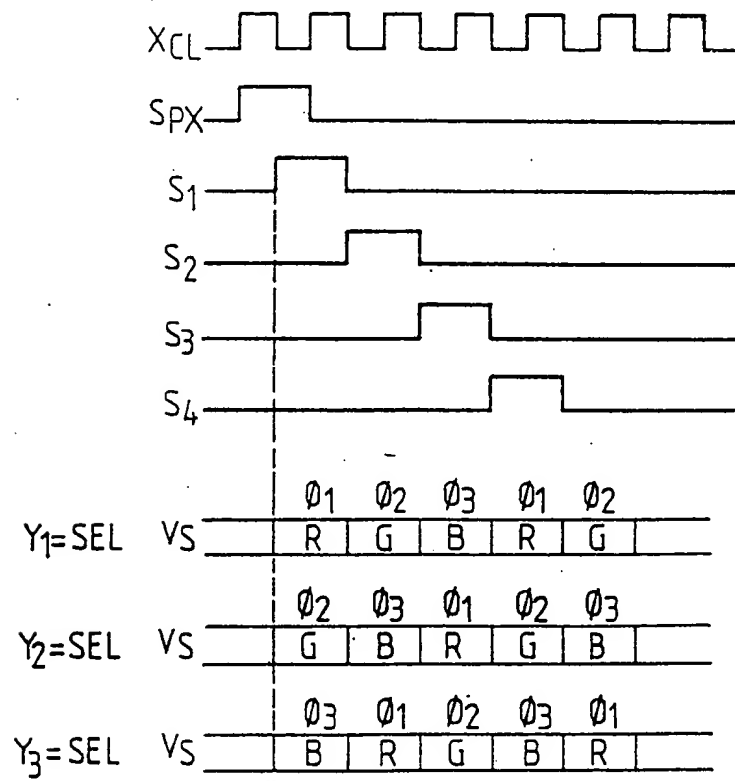 XCL
SPX
S1
S2
S3
S4
Ø1 Ø2 Ø3 Ø1 Ø2
Y1=SEL VS R G B R G
Ø2 Ø3 Ø1 Ø2 Ø3
Y2=SEL VS G B R G B
Ø3 Ø1 Ø2 Ø3 Ø1
Y3=SEL VS B R G B R